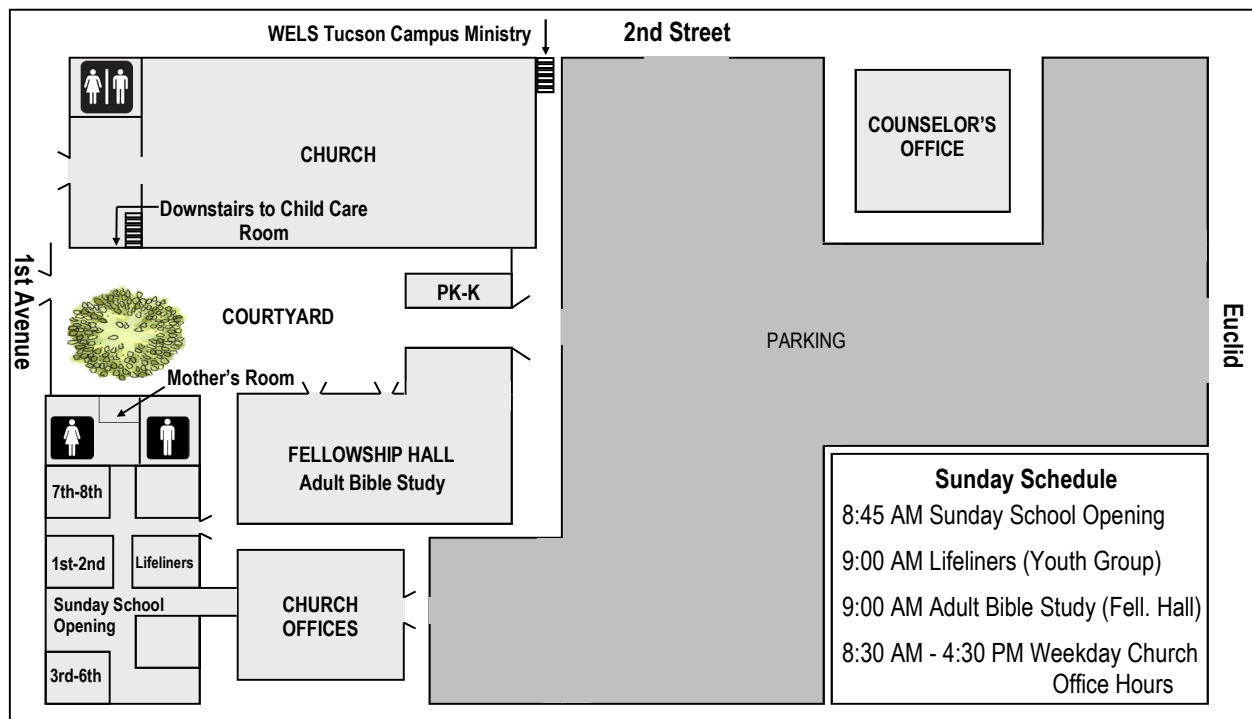 WELS Tucson Campus Ministry
2nd Street
CHURCH
COUNSELOR'S
OFFICE
Downstairs to Child Care
Room
1st Avenue
PK-K
COURTYARD
PARKING
Euclid
Mother's Room
FELLOWSHIP HALL
Adult Bible Study
7th-8th
1st-2nd
Lifeliners
Sunday School
Opening
CHURCH
OFFICES
3rd-6th
Sunday Schedule
8:45 AM Sunday School Opening
9:00 AM Lifeliners (Youth Group)
9:00 AM Adult Bible Study (Fell. Hall)
8:30 AM - 4:30 PM Weekday Church
Office Hours